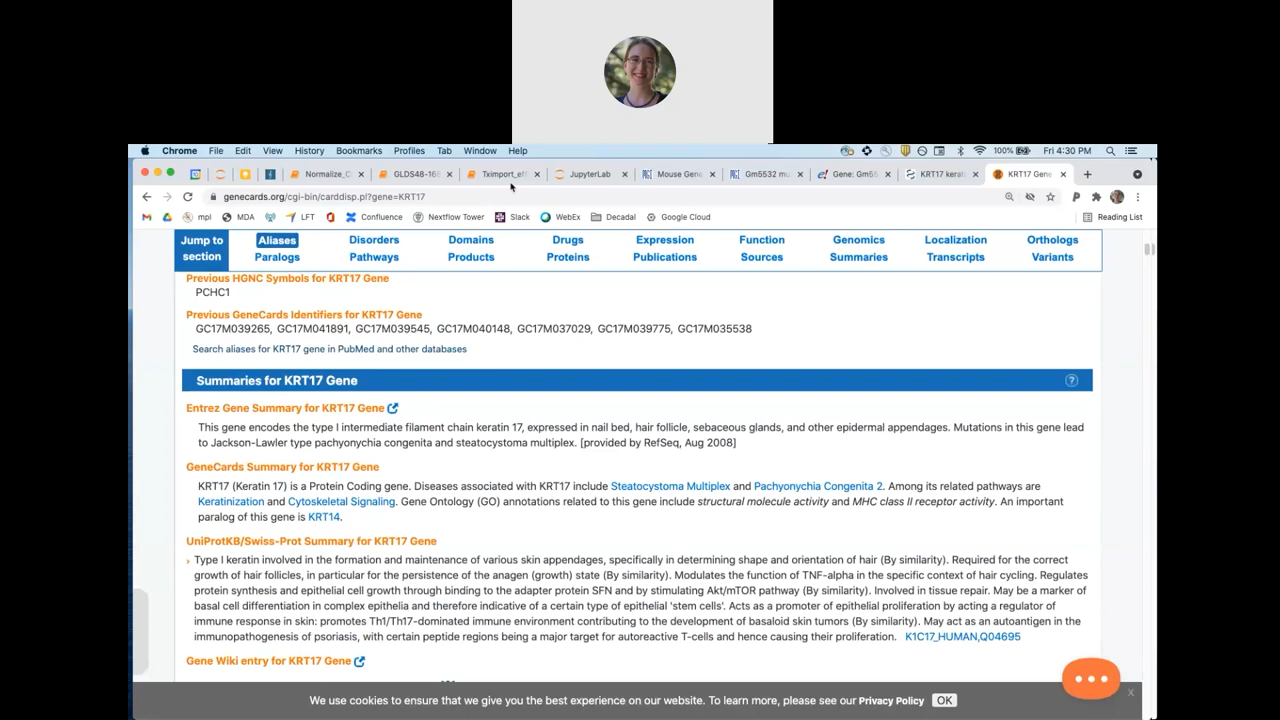 Chrome File Edit View History Bookmarks Profiles Tab Window Help 100% Fri 4:30 PM
Normalize_C GLDS48-168 Tximport_eff JupyterLab Mouse Gene Gm5532 mu Gene: Gm55 KRT17 kerat KRT17 Gene
genecards.org/cgi-bin/carddisp.pl?gene=KRT17
mpl MDA LFT Confluence Nextflow Tower Slack WebEx Decadal Google Cloud Reading List
Jump to section
Aliases Disorders Domains Drugs Expression Function Genomics Localization Orthologs
Paralogs Pathways Products Proteins Publications Sources Summaries Transcripts Variants
Previous HGNC Symbols for KRT17 Gene
PCHC1
Previous GeneCards Identifiers for KRT17 Gene
GC17M039265, GC17M041891, GC17M039545, GC17M040148, GC17M037029, GC17M039775, GC17M035538
Search aliases for KRT17 gene in PubMed and other databases
Summaries for KRT17 Gene ?
Entrez Gene Summary for KRT17 Gene
This gene encodes the type I intermediate filament chain keratin 17, expressed in nail bed, hair follicle, sebaceous glands, and other epidermal appendages. Mutations in this gene lead
to Jackson-Lawler type pachyonychia congenita and steatocystoma multiplex. [provided by RefSeq, Aug 2008]
GeneCards Summary for KRT17 Gene
KRT17 (Keratin 17) is a Protein Coding gene. Diseases associated with KRT17 include Steatocystoma Multiplex and Pachyonychia Congenita 2. Among its related pathways are
Keratinization and Cytoskeletal Signaling. Gene Ontology (GO) annotations related to this gene include structural molecule activity and MHC class II receptor activity. An important
paralog of this gene is KRT14.
UniProtKB/Swiss-Prot Summary for KRT17 Gene
Type I keratin involved in the formation and maintenance of various skin appendages, specifically in determining shape and orientation of hair (By similarity). Required for the correct
growth of hair follicles, in particular for the persistence of the anagen (growth) state (By similarity). Modulates the function of TNF-alpha in the specific context of hair cycling. Regulates
protein synthesis and epithelial cell growth through binding to the adapter protein SFN and by stimulating Akt/mTOR pathway (By similarity). Involved in tissue repair. May be a marker of
basal cell differentiation in complex epithelia and therefore indicative of a certain type of epithelial 'stem cells'. Acts as a promoter of epithelial proliferation by acting a regulator of
immune response in skin: promotes Th1/Th17-dominated immune environment contributing to the development of basaloid skin tumors (By similarity). May act as an autoantigen in the
immunopathogenesis of psoriasis, with certain peptide regions being a major target for autoreactive T-cells and hence causing their proliferation. K1C17_HUMAN,Q04695
Gene Wiki entry for KRT17 Gene
We use cookies to ensure that we give you the best experience on our website. To learn more, please see our Privacy Policy OK